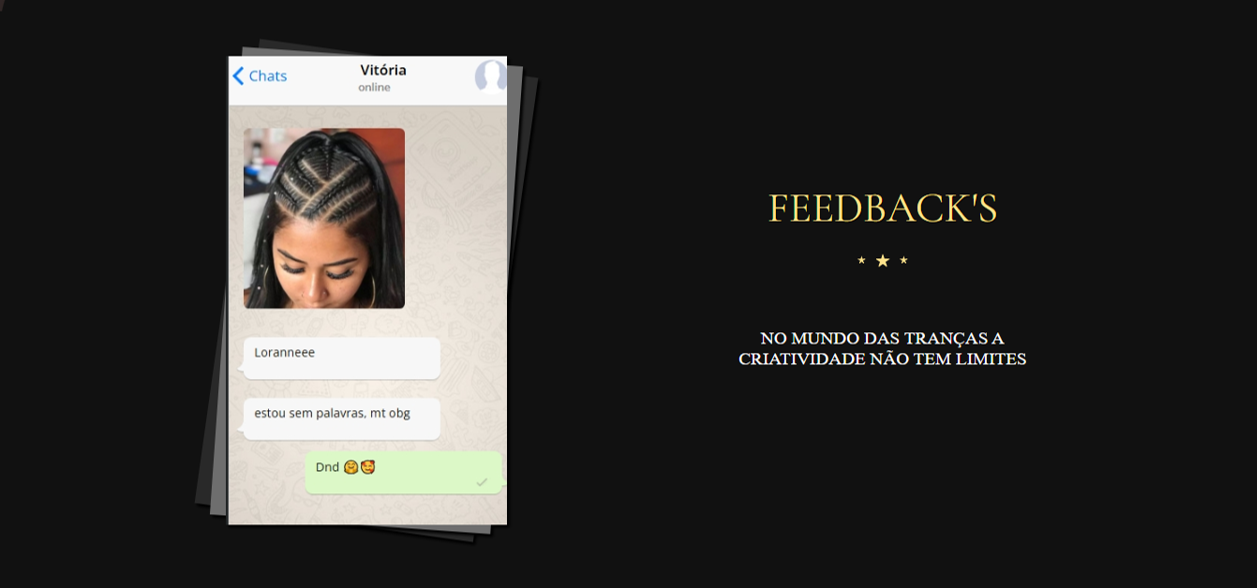 Chats
Vitória
online
Loranneee
estou sem palavras, mt obg
Dnd 🤗🥰
FEEDBACK'S
NO MUNDO DAS TRANÇAS A
CRIATIVIDADE NÃO TEM LIMITES